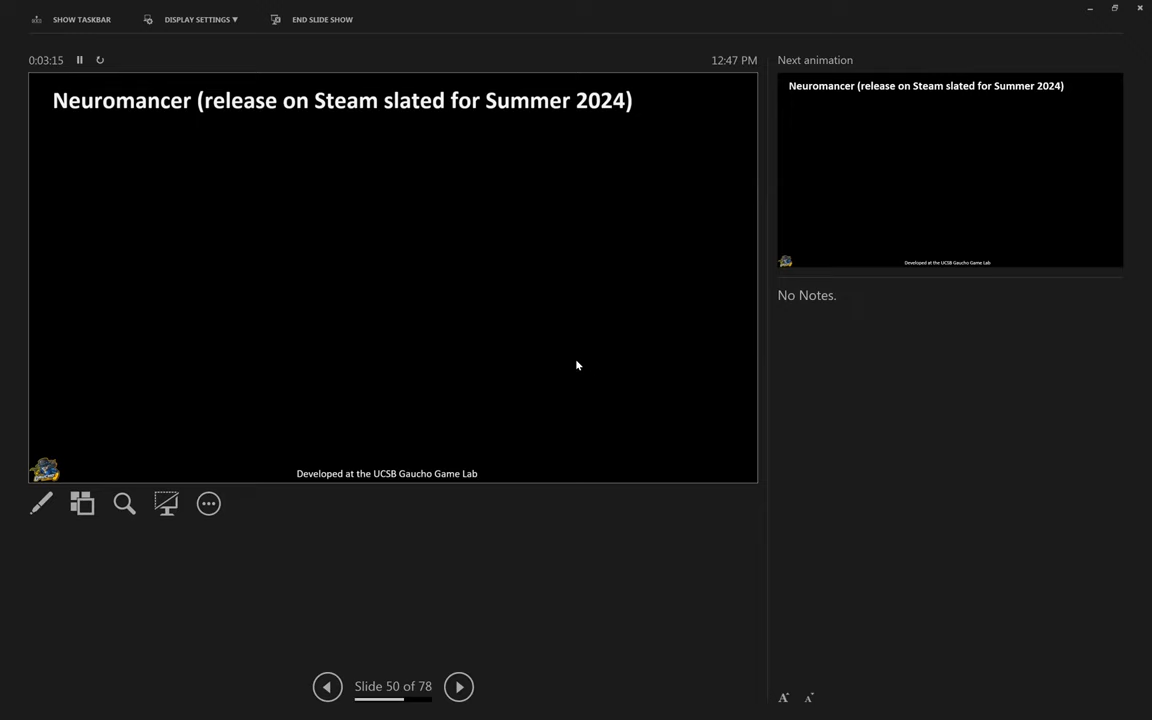 SHOW TASKBAR
DISPLAY SETTINGS ▼
END SLIDE SHOW
0:03:15
12:47 PM
Next animation
Neuromancer (release on Steam slated for Summer 2024)
Developed at the UCSB Gaucho Game Lab
Neuromancer (release on Steam slated for Summer 2024)
Developed at the UCSB Gaucho Game Lab
No Notes.
Slide 50 of 78
A A